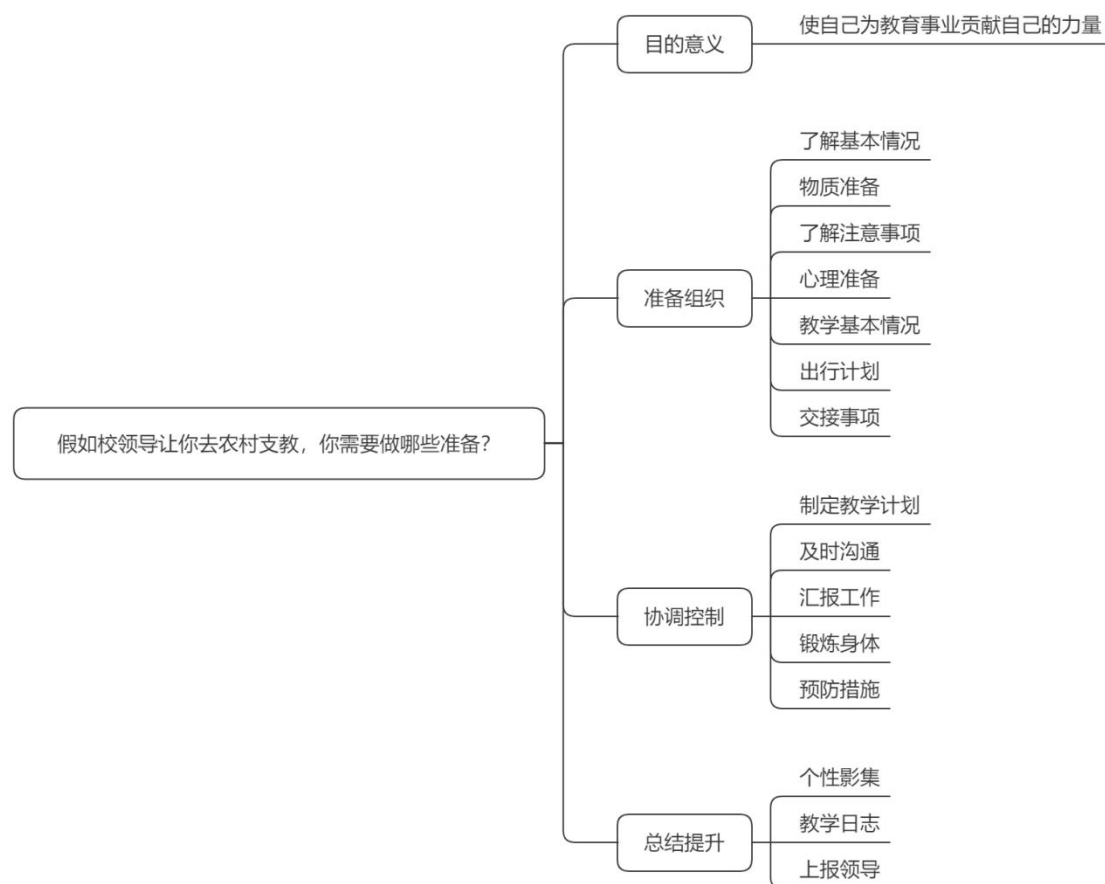 假如校领导让你去农村支教，你需要做哪些准备？
目的意义
使自己为教育事业贡献自己的力量
准备组织
了解基本情况
物质准备
了解注意事项
心理准备
教学基本情况
出行计划
交接事项
协调控制
制定教学计划
及时沟通
汇报工作
锻炼身体
预防措施
总结提升
个性影集
教学日志
上报领导